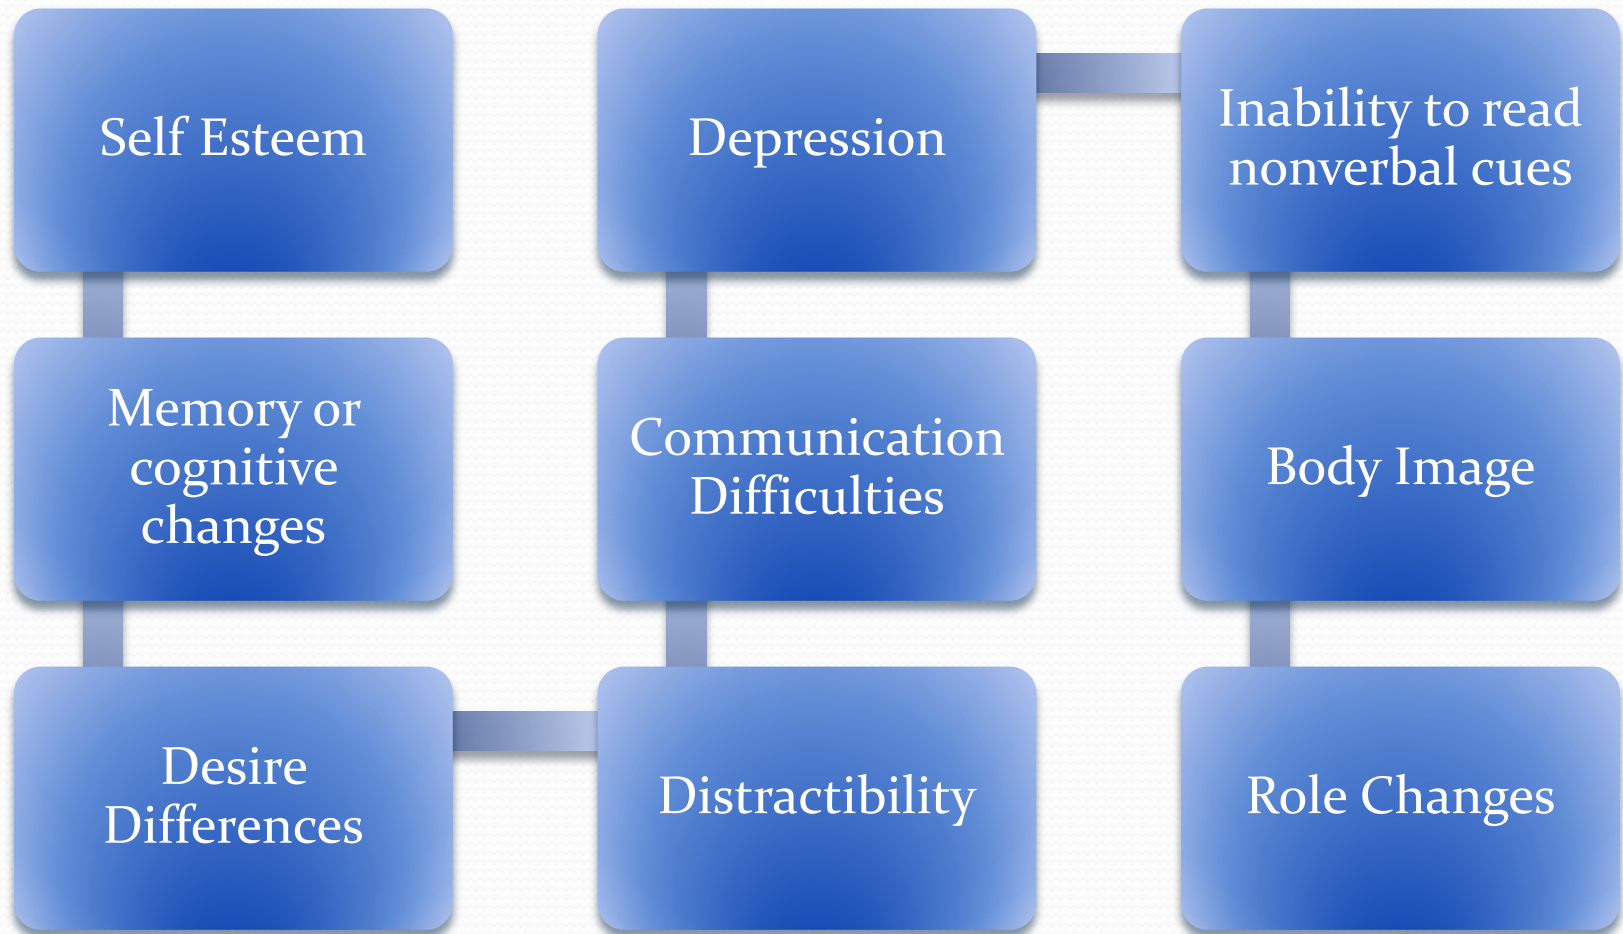 Self Esteem
Memory or
cognitive
changes
Desire
Differences
Distractibility
Communication
Difficulties
Depression
Inability to read
nonverbal cues
Body Image
Role Changes